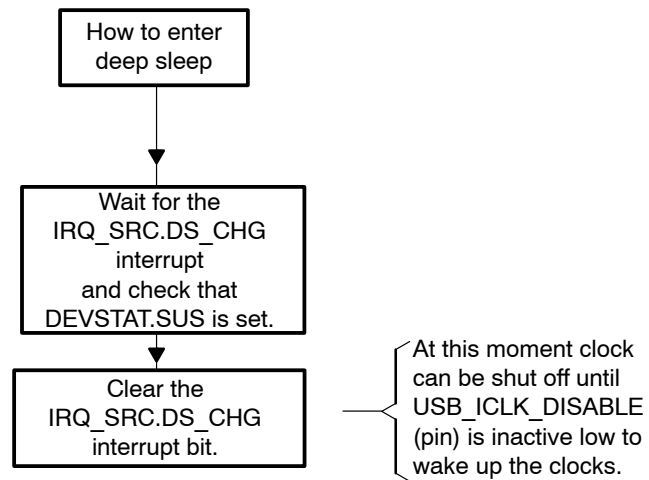 How to enter
deep sleep
Wait for the
IRQ_SRC.DS_CHG
interrupt
and check that
DEVSTAT.SUS is set.
Clear the
IRQ_SRC.DS_CHG
interrupt bit.
At this moment clock
can be shut off until
USB_ICLK_DISABLE
(pin) is inactive low to
wake up the clocks.